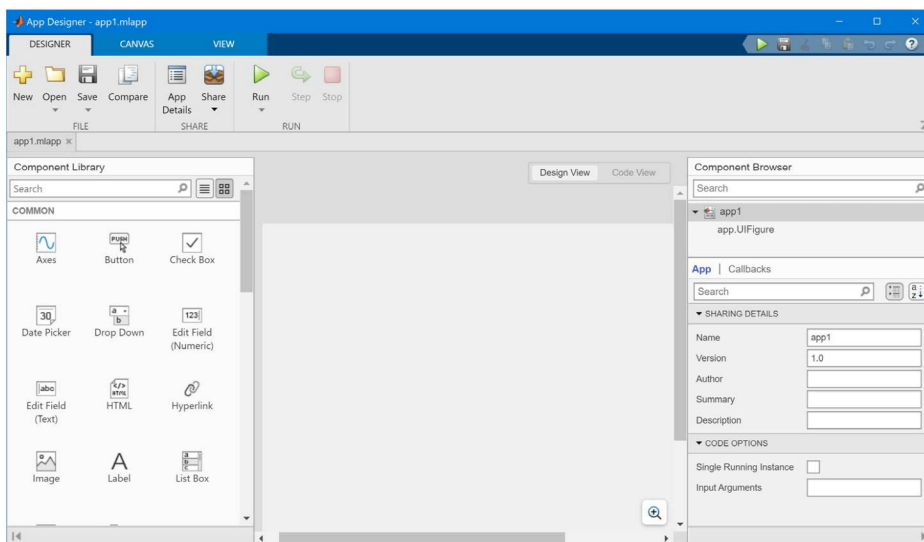 App Designer - app1.mlapp
DESIGNER CANVAS VIEW
?
New Open Save Compare App Details Share Run Step Stop
FILE SHARE RUN
app1.mlapp ×
Component Library
Search
COMMON
Axes
PUSH
Button
Check Box
30
Date Picker
a
b
Drop Down
123
Edit Field
(Numeric)
abc
Edit Field
(Text)
</>
HTML
HTML
Hyperlink
Image
A
Label
a
b
c
List Box
Design View Code View
Component Browser
Search
app1
app.UIFigure
App | Callbacks
Search
a
z
SHARING DETAILS
Name app1
Version 1.0
Author
Summary
Description
CODE OPTIONS
Single Running Instance
Input Arguments